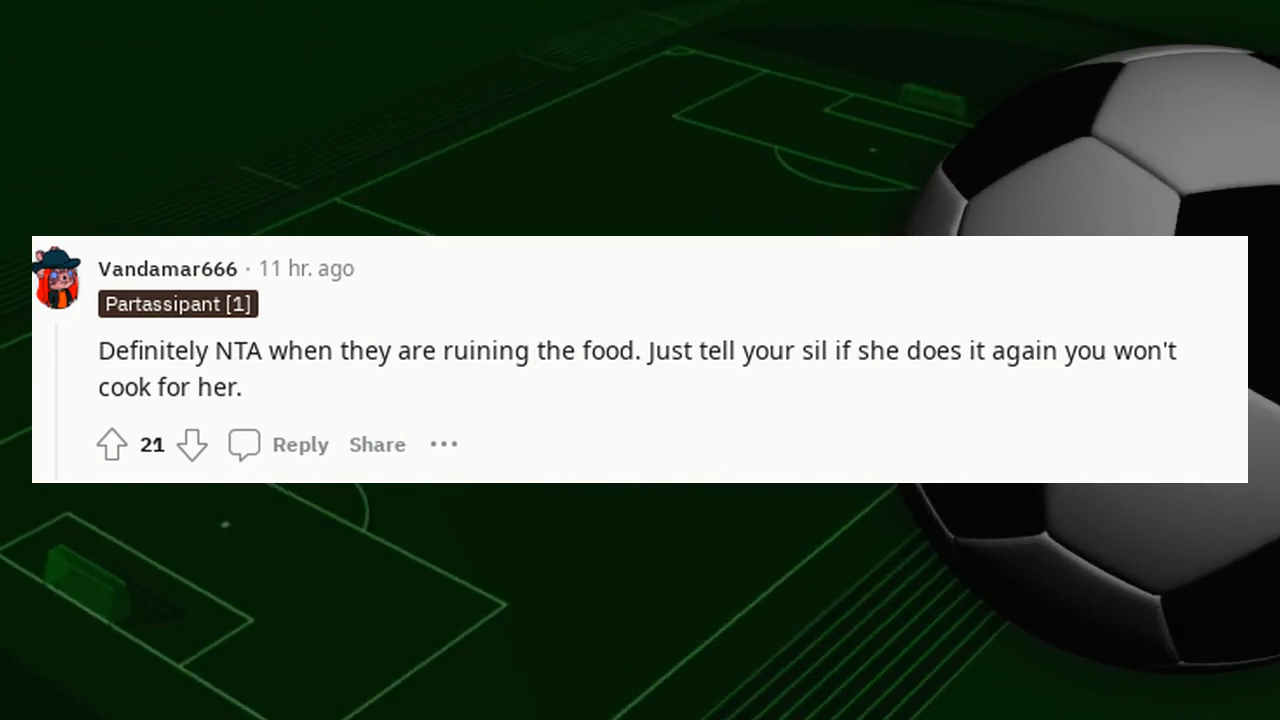 Vandamar666 · 11 hr. ago
Partassipant [1]
Definitely NTA when they are ruining the food. Just tell your sil if she does it again you won't
cook for her.
21 Reply Share ···